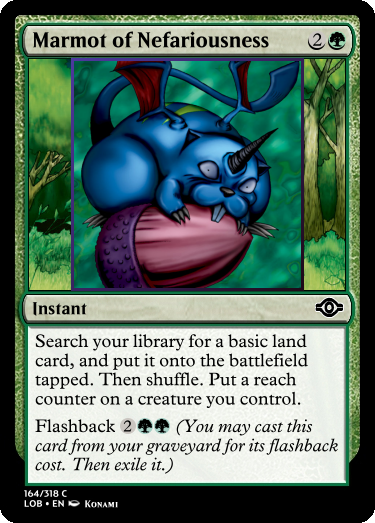 Marmot of Nefariousness 2
Instant
Search your library for a basic land
card, and put it onto the battlefield
tapped. Then shuffle. Put a reach
counter on a creature you control.
Flashback 2 (You may cast this
card from your graveyard for its flashback
cost. Then exile it.)
164/318 C
LOB • EN KONAMI